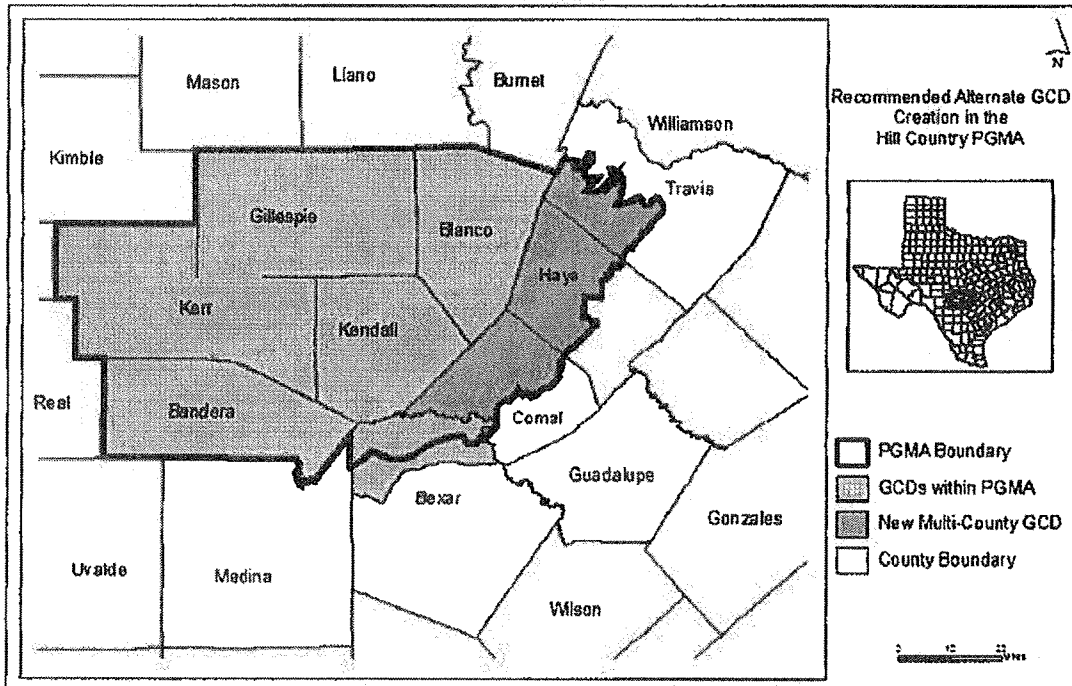 Mason
Llano
Burnet
Williamson
Kimble
Travis
Gillespie
Blanco
Hays
Kerr
Kendall
Real
Bandera
Comal
Guadalupe
Bexar
Gonzales
Uvalde
Medina
Wilson
N
Recommended Alternate GCD
Creation in the
Hill Country PGMA
PGMA Boundary
GCDs within PGMA
New Multi-County GCD
County Boundary